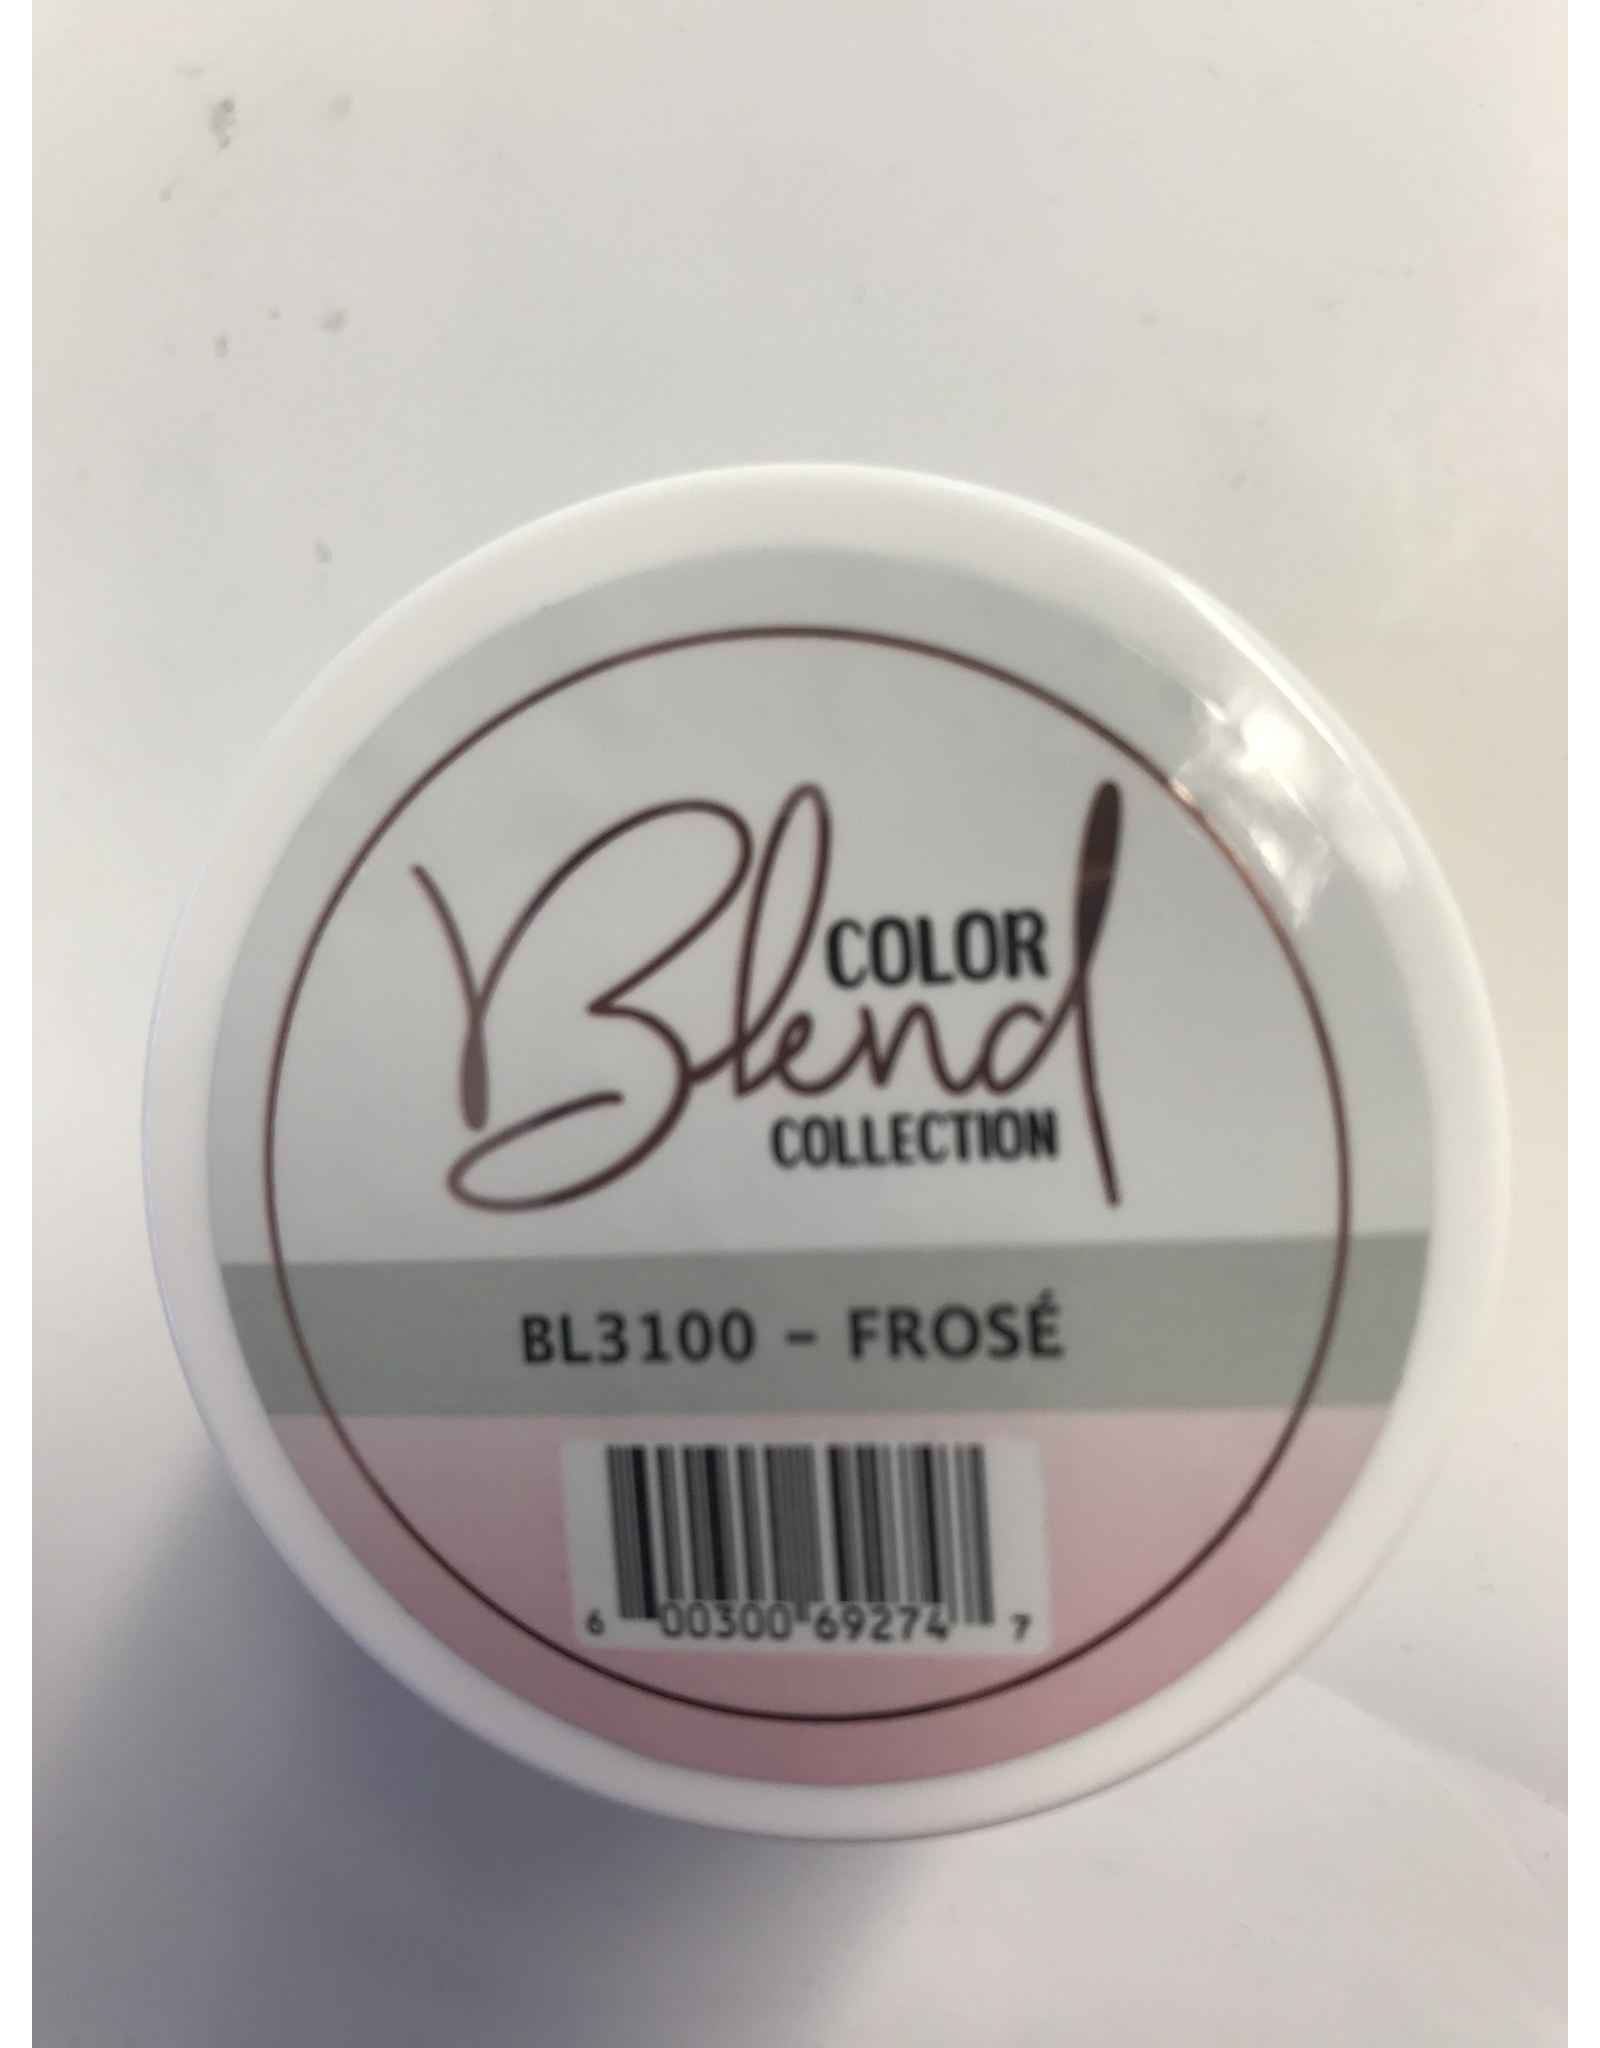 COLOR
Blend
COLLECTION
BL3100 - FROSÉ
6 00300 69274 7